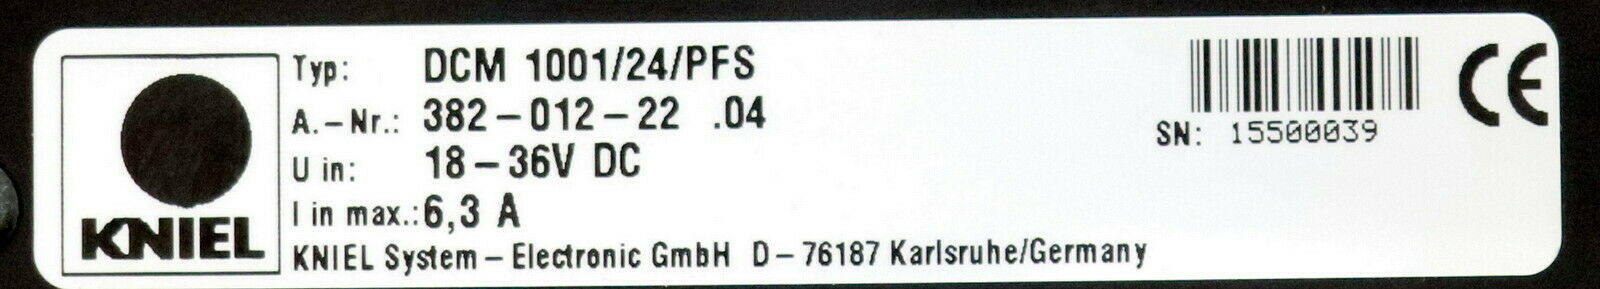 KNIEL
Typ: DCM 1001/24/PFS
A.-Nr.: 382-012-22 .04
U in: 18-36V DC
I in max.: 6,3 A
KNIEL System-Electronic GmbH D-76187 Karlsruhe/Germany
SN: 15500039
CE